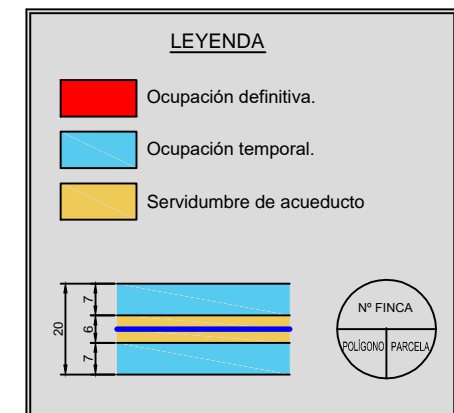 LEYENDA
Ocupación definitiva.
Ocupación temporal.
Servidumbre de acueducto
20
7
6
7
Nº FINCA
POLÍGONO PARCELA